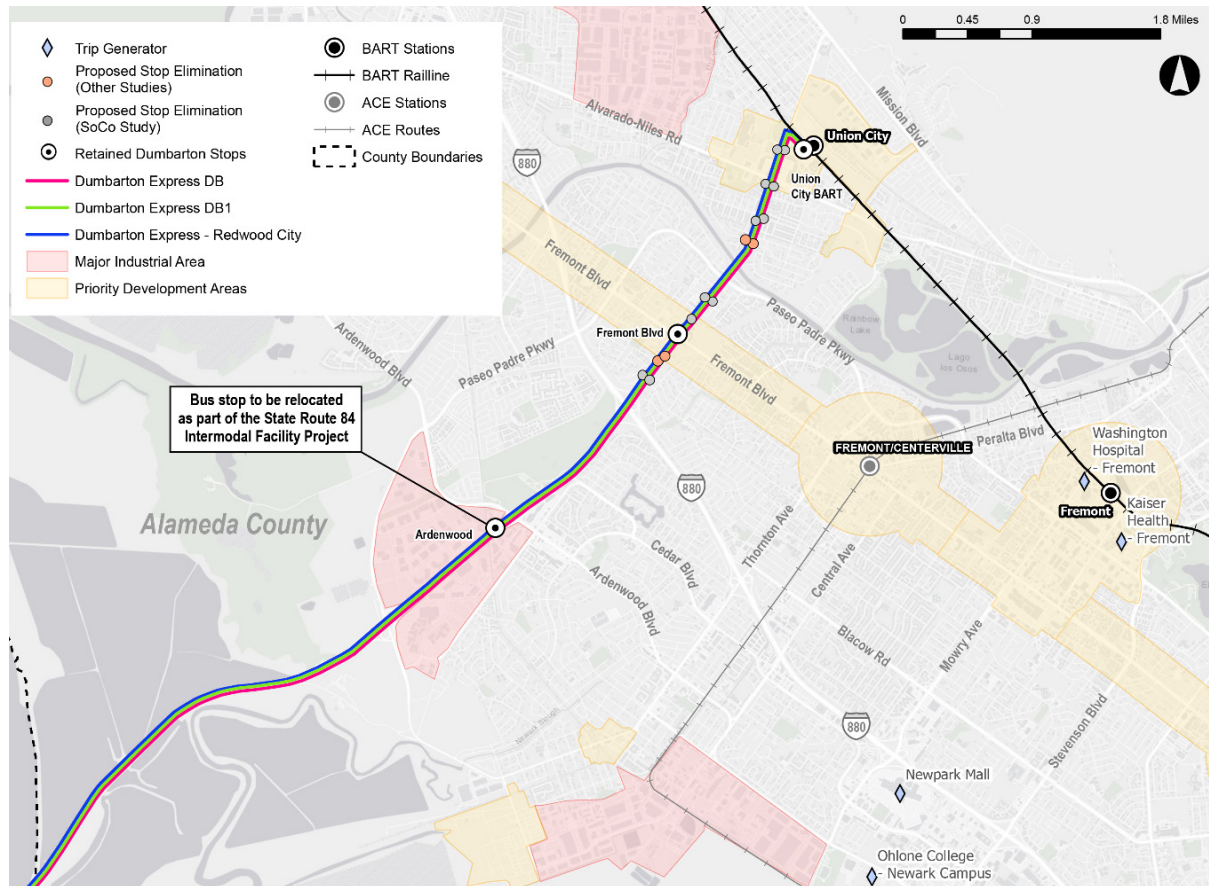 Trip Generator
Proposed Stop Elimination
(Other Studies)
Proposed Stop Elimination
(SoCo Study)
Retained Dumbarton Stops
Dumbarton Express DB
Dumbarton Express DB1
Dumbarton Express - Redwood City
Major Industrial Area
Priority Development Areas
BART Stations
BART Railline
ACE Stations
ACE Routes
County Boundaries
0 0.45 0.9 1.8 Miles
Mission Blvd
Alvarado-Niles Rd
880
Union City
Union
City BART
Fremont Blvd
Paseo Padre Pkwy
Rainbow
Lake
Lago
los Osos
Ardenwood Blvd
Paseo Padre Pkwy
Fremont Blvd
Fremont Blvd
Bus stop to be relocated
as part of the State Route 84
Intermodal Facility Project
Peralta Blvd
FREMONT/CENTERVILLE
Washington
Hospital
- Fremont
Fremont
Kaiser
Health
- Fremont
880
Alameda County
Ardenwood
Cedar Blvd
Thornton Ave
Central Ave
Ardenwood Blvd
Blacow Rd
Mowry Ave
Stevenson Blvd
Newark Slough
880
Newpark Mall
Ohlone College
- Newark Campus